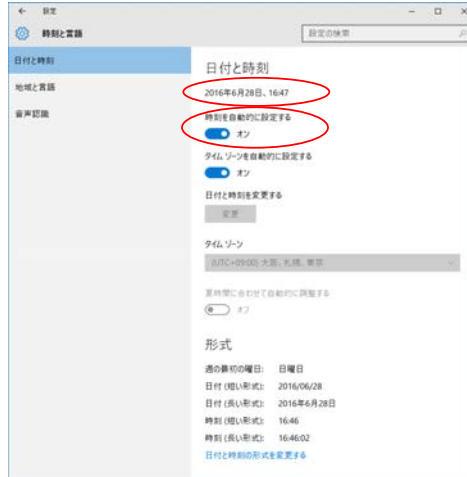 設定
時刻と言語
設定の検索
日付と時刻
地域と言語
音声認識
日付と時刻
2016年6月28日、16:47
時刻を自動的に設定する
オン
タイム ゾーンを自動的に設定する
オン
日付と時刻を変更する
変更
タイム ゾーン
(UTC+09:00) 大阪、札幌、東京
夏時間に合わせて自動的に調整する
オフ
形式
週の最初の曜日: 日曜日
日付 (短い形式): 2016/06/28
日付 (長い形式): 2016年6月28日
時刻 (短い形式): 16:46
時刻 (長い形式): 16:46:02
日付と時刻の形式を変更する